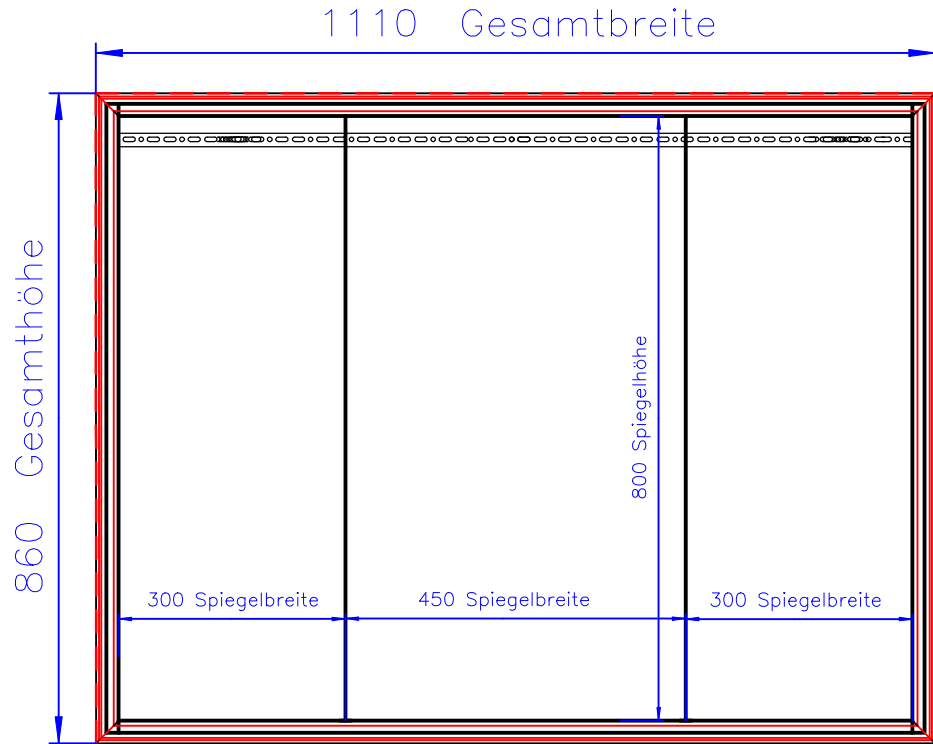 1110 Gesamtbreite
860 Gesamthöhe
800 Spiegelhöhe
300 Spiegelbreite
450 Spiegelbreite
300 Spiegelbreite